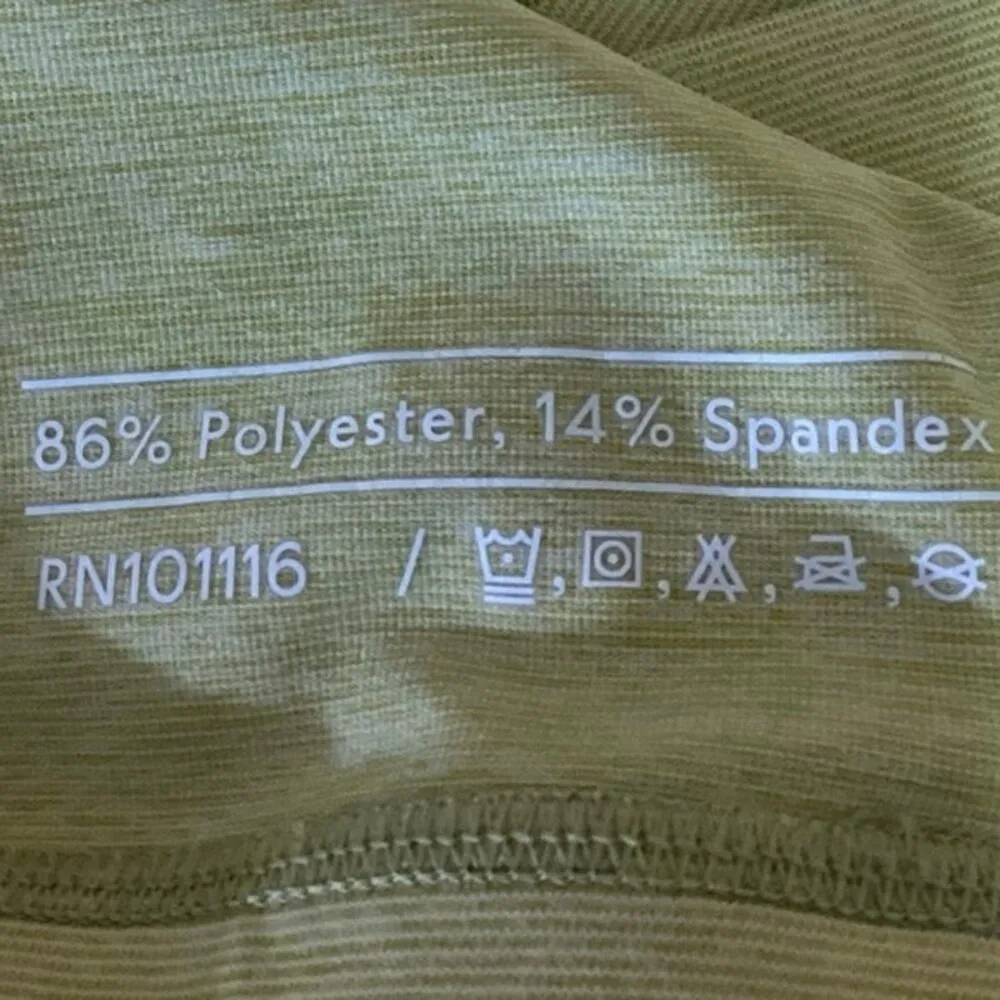 86% Polyester, 14% Spandex
RN101116 / , , , ,